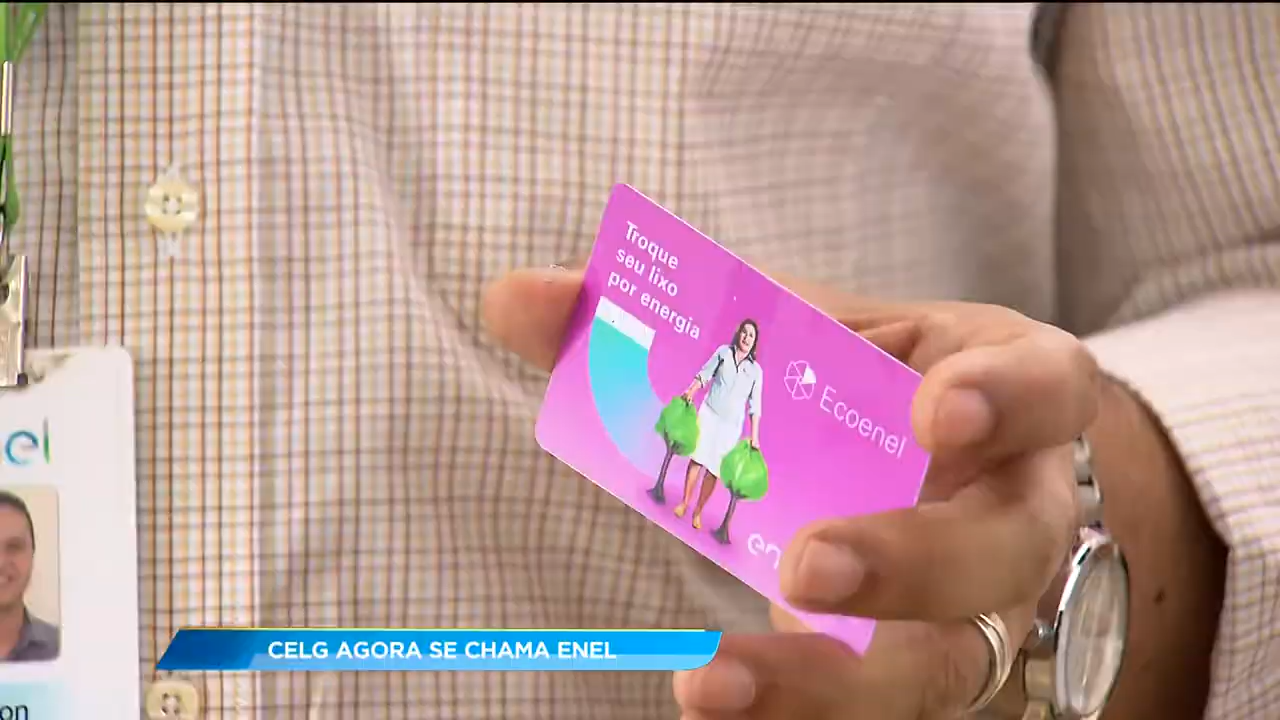 Troque
seu lixo
por energia
Ecoenel
CELG AGORA SE CHAMA ENEL